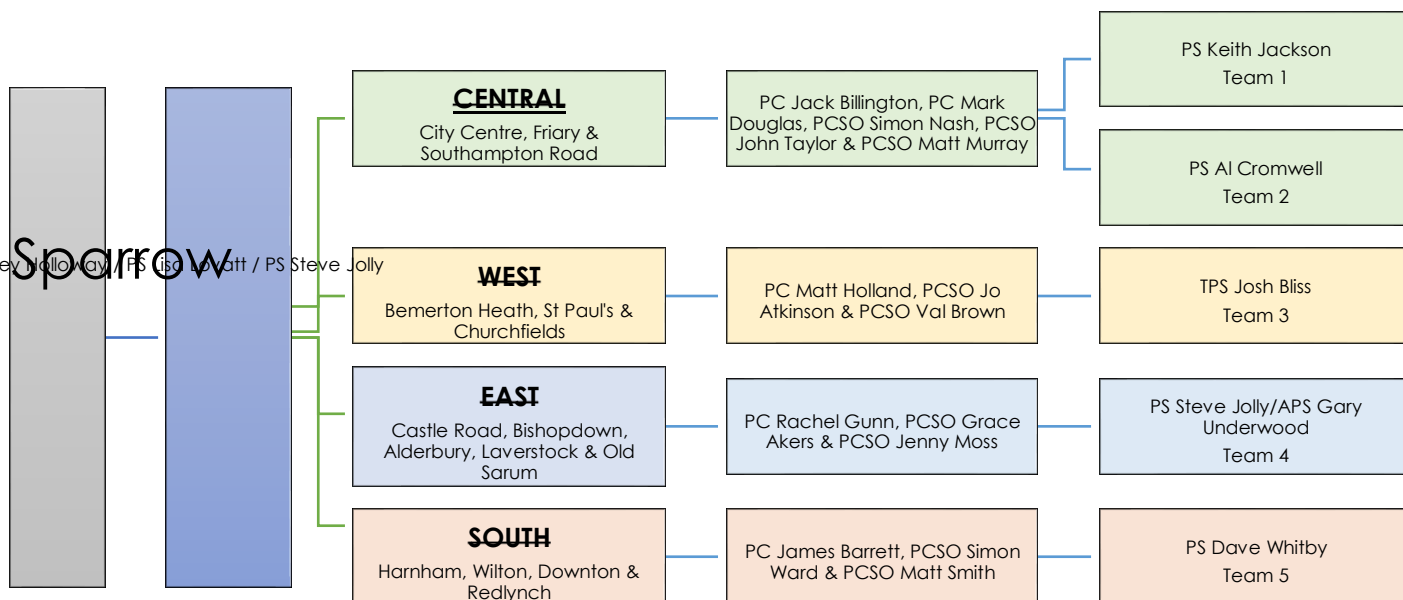 Sparrow
Holloway / PS Lisa Lovatt / PS Steve Jolly
CENTRAL
City Centre, Friary &
Southampton Road
PC Jack Billington, PC Mark
Douglas, PCSO Simon Nash, PCSO
John Taylor & PCSO Matt Murray
PS Keith Jackson
Team 1
PS Al Cromwell
Team 2
WEST
Bemerton Heath, St Paul's &
Churchfields
PC Matt Holland, PCSO Jo
Atkinson & PCSO Val Brown
TPS Josh Bliss
Team 3
EAST
Castle Road, Bishopdown,
Alderbury, Laverstock & Old
Sarum
PC Rachel Gunn, PCSO Grace
Akers & PCSO Jenny Moss
PS Steve Jolly/APS Gary
Underwood
Team 4
SOUTH
Harnham, Wilton, Downton &
Redlynch
PC James Barrett, PCSO Simon
Ward & PCSO Matt Smith
PS Dave Whitby
Team 5